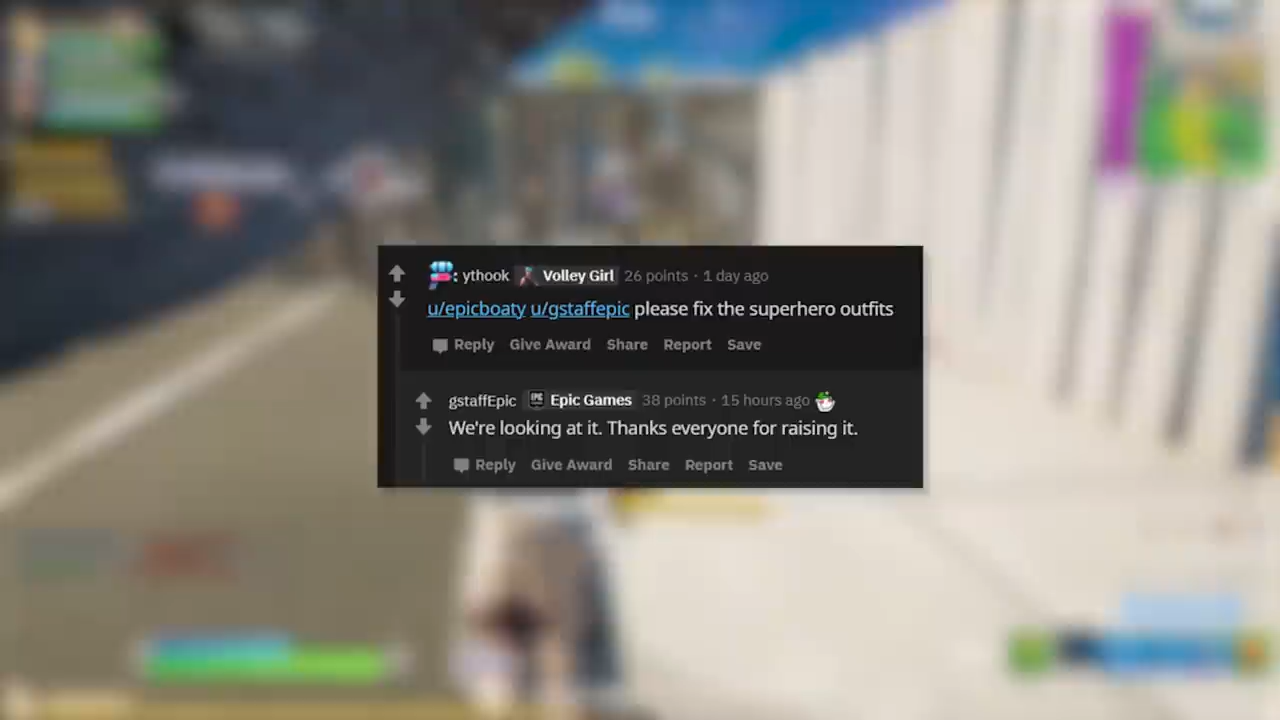 ythook Volley Girl 26 points · 1 day ago
u/epicboaty u/gstaffepic please fix the superhero outfits
Reply Give Award Share Report Save
gstaffEpic EPIC Epic Games 38 points · 15 hours ago
We're looking at it. Thanks everyone for raising it.
Reply Give Award Share Report Save